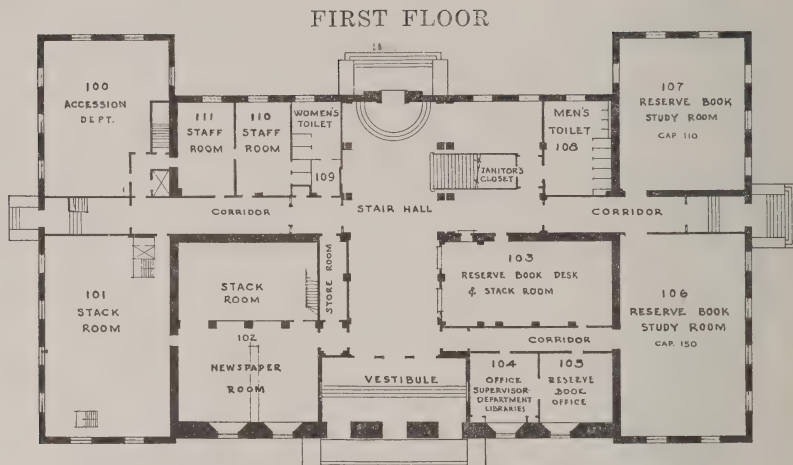 FIRST FLOOR
100
ACCESSION
DEPT.
111
STAFF
ROOM
110
STAFF
ROOM
WOMEN'S
TOILET
109
MEN'S
TOILET
108
107
RESERVE BOOK
STUDY ROOM
CAP 110
JANITOR'S
CLOSET
CORRIDOR
STAIR HALL
CORRIDOR
101
STACK
ROOM
STACK
ROOM
STORE ROOM
103
RESERVE BOOK DESK
& STACK ROOM
106
RESERVE BOOK
STUDY ROOM
CAP. 150
102
NEWSPAPER
ROOM
CORRIDOR
VESTIBULE
104
OFFICE
SUPERVISOR-
DEPARTMENT
LIBRARIES
105
RESERVE
BOOK
OFFICE